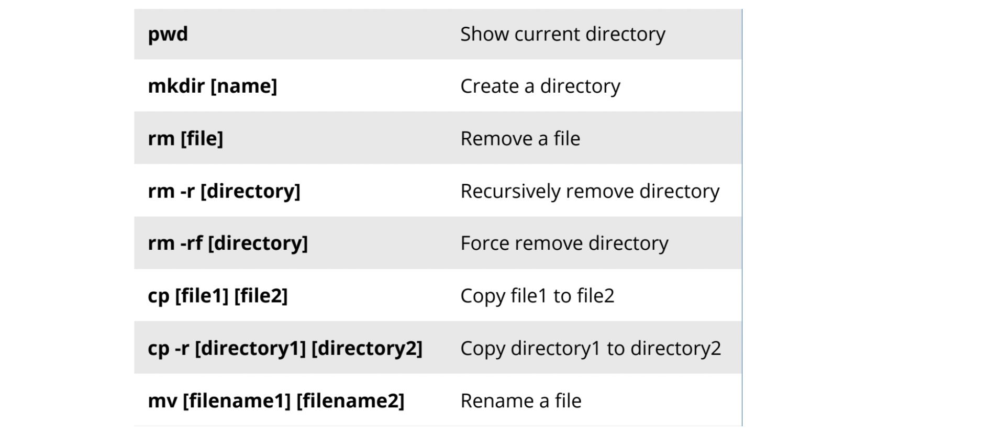 pwd Show current directory
mkdir [name] Create a directory
rm [file] Remove a file
rm -r [directory] Recursively remove directory
rm -rf [directory] Force remove directory
cp [file1] [file2] Copy file1 to file2
cp -r [directory1] [directory2] Copy directory1 to directory2
mv [filename1] [filename2] Rename a file